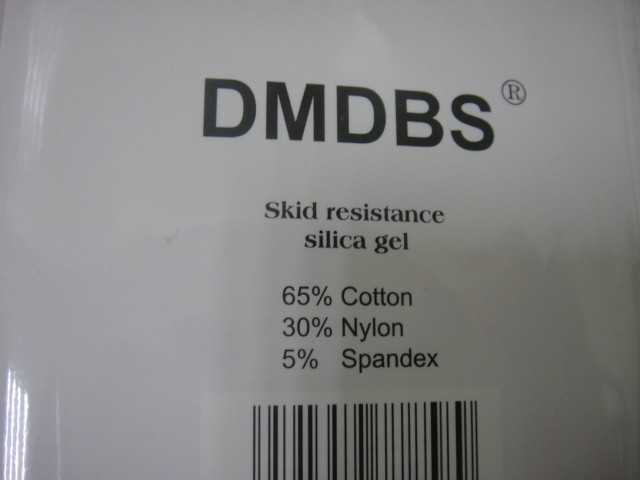 DMDBS®
Skid resistance
silica gel
65% Cotton
30% Nylon
5% Spandex